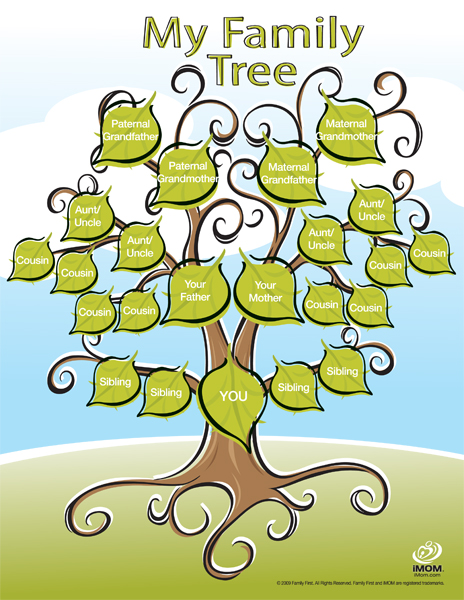 My Family
Tree
Paternal
Grandfather
Maternal
Grandmother
Paternal
Grandmother
Maternal
Grandfather
Aunt/
Uncle
Aunt/
Uncle
Aunt/
Uncle
Aunt/
Uncle
Cousin
Cousin
Cousin
Cousin
Your
Father
Your
Mother
Cousin
Cousin
Cousin
Cousin
Sibling
Sibling
YOU
Sibling
Sibling
iMOM.
iMom.com
© 2009 Family First. All Rights Reserved. Family First and iMOM are registered trademarks.